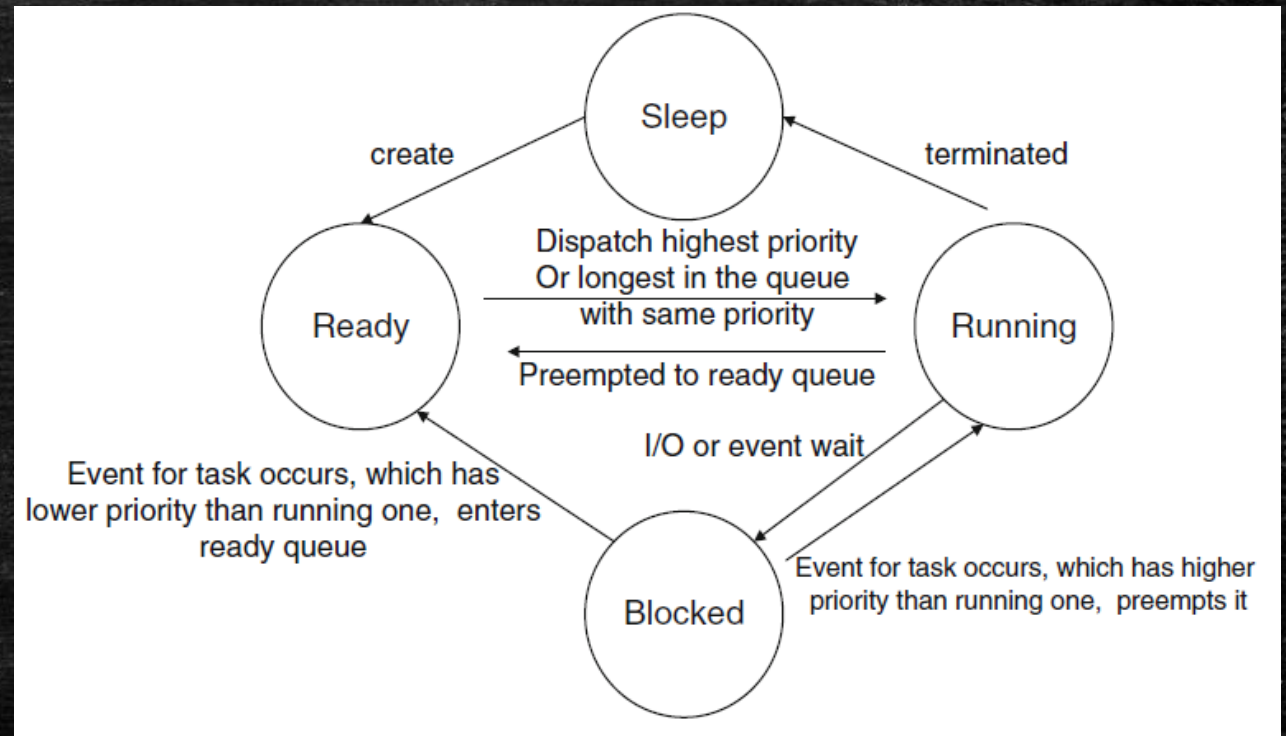 Sleep
create
terminated
Dispatch highest priority
Or longest in the queue
with same priority
Ready
Running
Preempted to ready queue
I/O or event wait
Event for task occurs, which has
lower priority than running one, enters
ready queue
Event for task occurs, which has higher
priority than running one, preempts it
Blocked